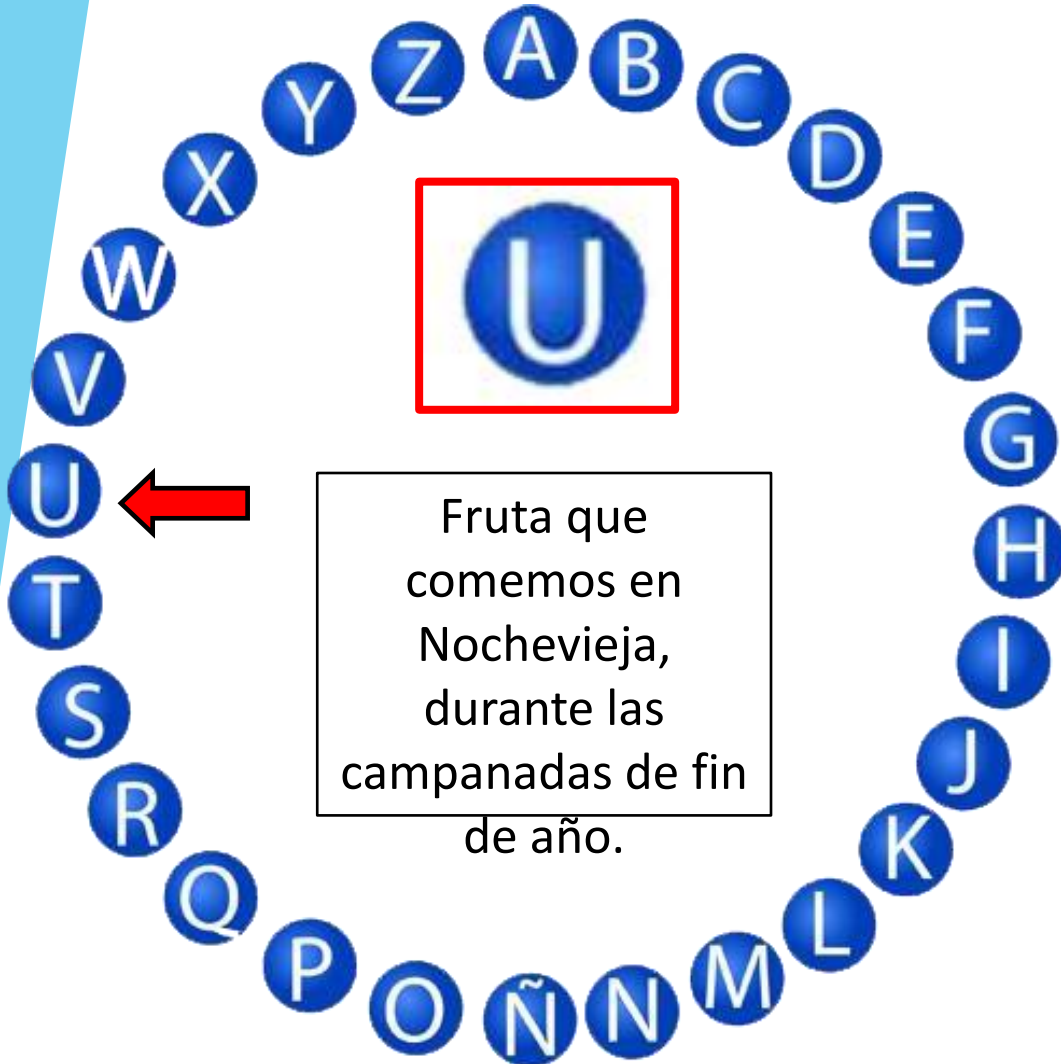 A
B
C
D
E
F
G
H
I
J
K
L
M
N
Ñ
O
P
Q
R
S
T
U
V
W
X
Y
Z
U
Fruta que
comemos en
Nochevieja,
durante las
campanadas de fin
de año.